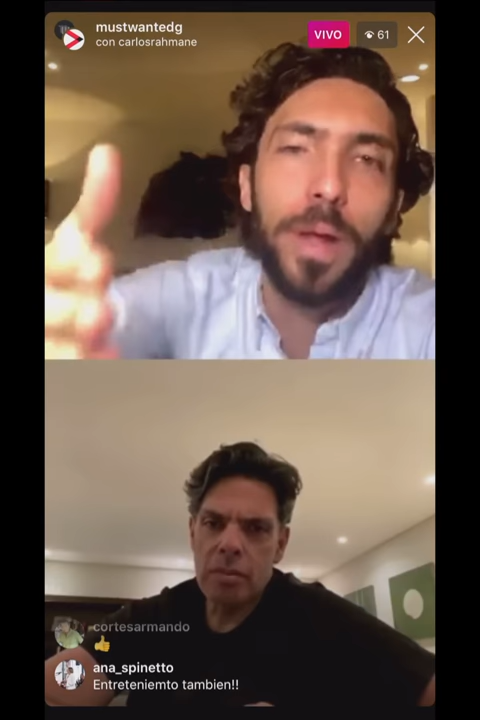 mustwantedg
con carlosrahmane
VIVO
61
cortesarmando
👍
ana_spinetto
Entreteniemto tambien!!